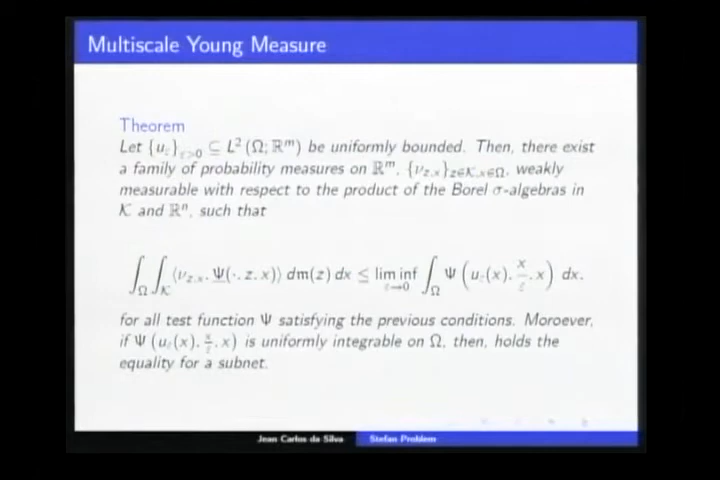 Multiscale Young Measure
Theorem
Let {u_ε}_{ε>0} ⊆ L² (Ω; ℝᵐ) be uniformly bounded. Then, there exist
a family of probability measures on ℝᵐ, {ν_{z,x}}_{z∈𝒦,x∈Ω}, weakly
measurable with respect to the product of the Borel σ-algebras in
𝒦 and ℝⁿ, such that
∫_Ω ∫_𝒦 ⟨ν_{z,x}, Ψ(·, z, x)⟩ d𝔪(z) dx ≤ lim inf_{ε→0} ∫_Ω Ψ (u_ε(x), x/ε, x) dx,
for all test function Ψ satisfying the previous conditions. Moroever,
if Ψ (u_ε(x), x/ε, x) is uniformly integrable on Ω, then, holds the
equality for a subnet.
Jean Carlos da Silva Stefan Problem